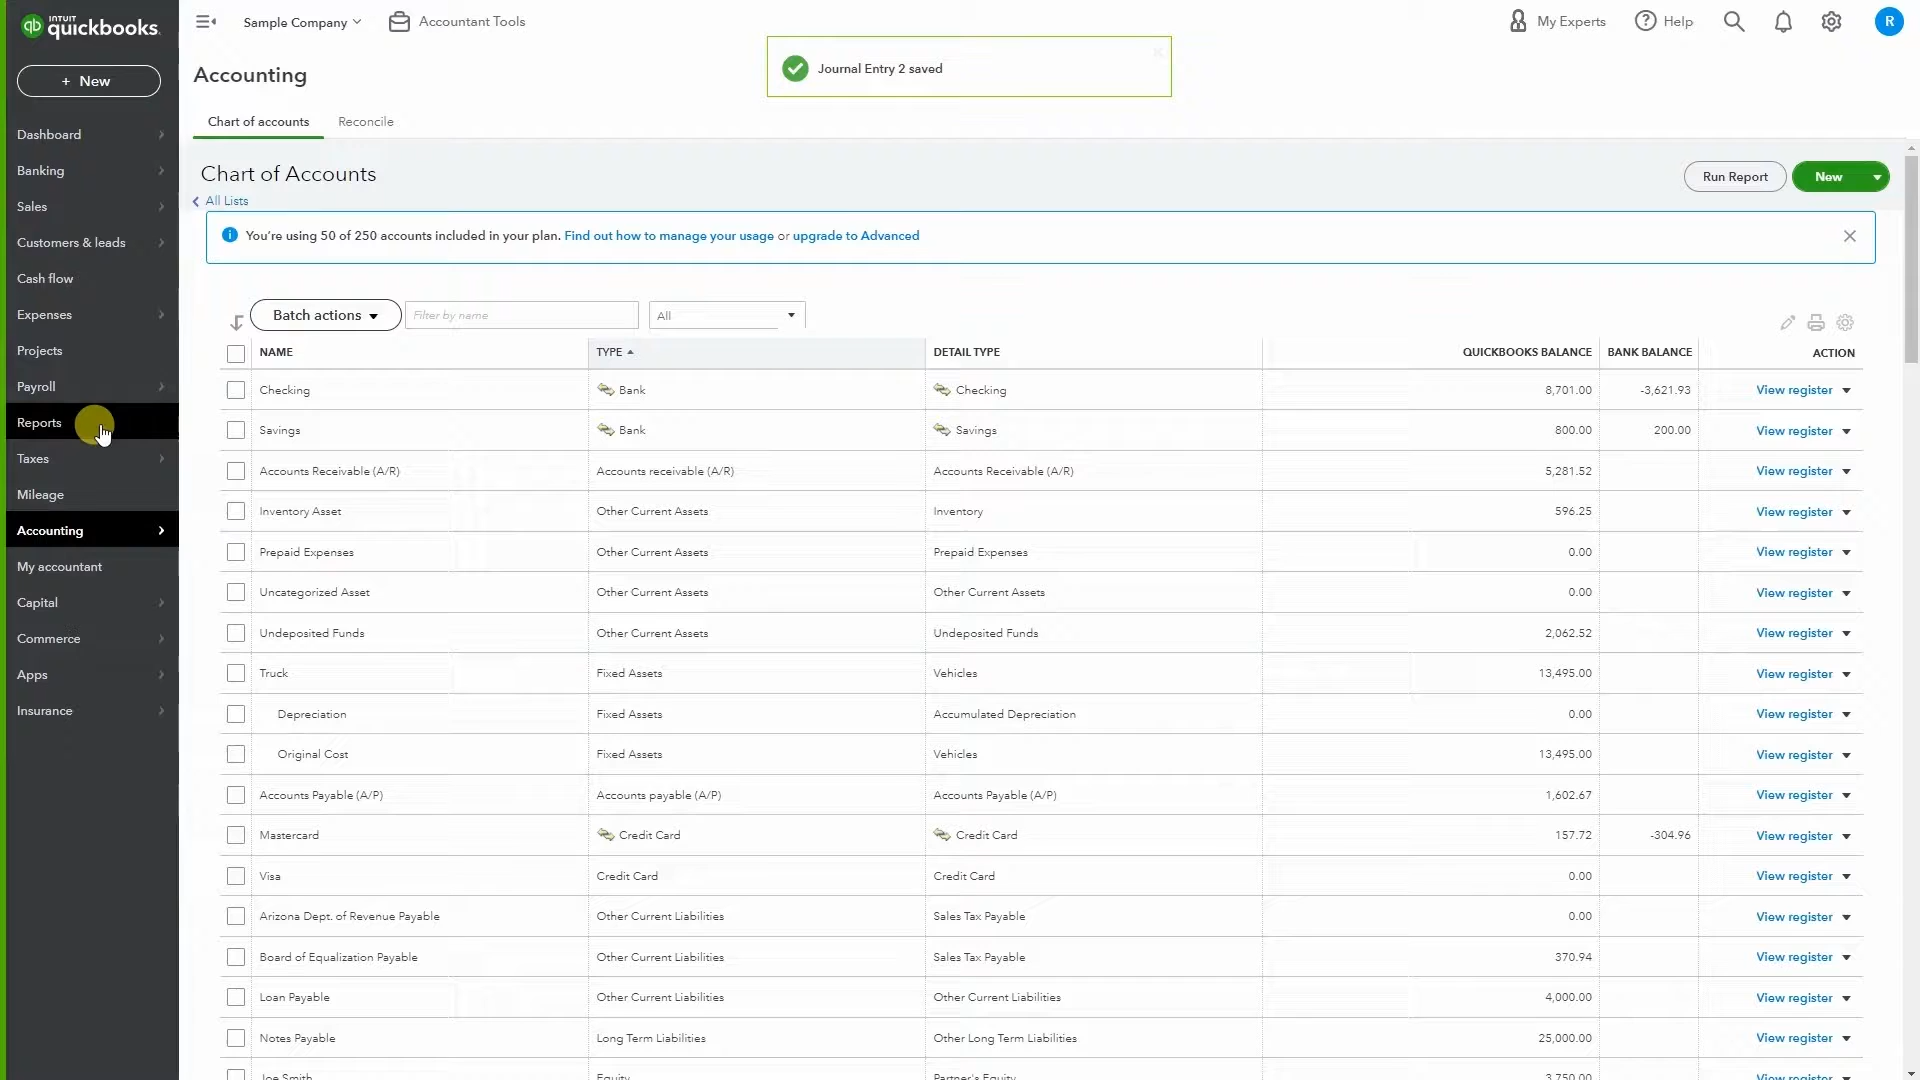 INTUIT
quickbooks.
Sample Company
Accountant Tools
My Experts
Help
R
+ New
Accounting
Journal Entry 2 saved
Dashboard
Banking
Sales
Customers & leads
Cash flow
Expenses
Projects
Payroll
Reports
Taxes
Mileage
Accounting
My accountant
Capital
Commerce
Apps
Insurance
Chart of accounts Reconcile
Chart of Accounts
Run Report New
All Lists
You're using 50 of 250 accounts included in your plan. Find out how to manage your usage or upgrade to Advanced
Batch actions Filter by name All
NAME TYPE DETAIL TYPE QUICKBOOKS BALANCE BANK BALANCE ACTION
Checking Bank Checking 8,701.00 -3,621.93 View register
Savings Bank Savings 800.00 200.00 View register
Accounts Receivable (A/R) Accounts receivable (A/R) Accounts Receivable (A/R) 5,281.52 View register
Inventory Asset Other Current Assets Inventory 596.25 View register
Prepaid Expenses Other Current Assets Prepaid Expenses 0.00 View register
Uncategorized Asset Other Current Assets Other Current Assets 0.00 View register
Undeposited Funds Other Current Assets Undeposited Funds 2,062.52 View register
Truck Fixed Assets Vehicles 13,495.00 View register
Depreciation Fixed Assets Accumulated Depreciation 0.00 View register
Original Cost Fixed Assets Vehicles 13,495.00 View register
Accounts Payable (A/P) Accounts payable (A/P) Accounts Payable (A/P) 1,602.67 View register
Mastercard Credit Card Credit Card 157.72 -304.96 View register
Visa Credit Card Credit Card 0.00 View register
Arizona Dept. of Revenue Payable Other Current Liabilities Sales Tax Payable 0.00 View register
Board of Equalization Payable Other Current Liabilities Sales Tax Payable 370.94 View register
Loan Payable Other Current Liabilities Other Current Liabilities 4,000.00 View register
Notes Payable Long Term Liabilities Other Long Term Liabilities 25,000.00 View register
Joe Smith Equity Partner's Equity 3,750.00 View register